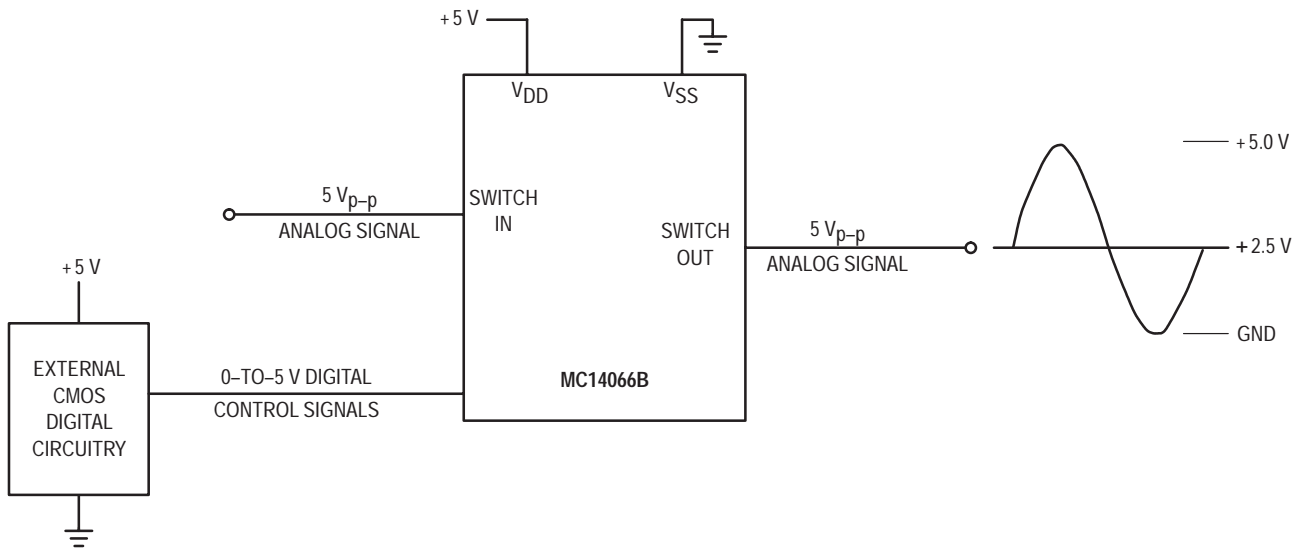 +5 V
VDD
VSS
+5.0 V
5 Vp–p
ANALOG SIGNAL
SWITCH
IN
SWITCH
OUT
5 Vp–p
ANALOG SIGNAL
+2.5 V
GND
+5 V
EXTERNAL
CMOS
DIGITAL
CIRCUITRY
0–TO–5 V DIGITAL
CONTROL SIGNALS
MC14066B